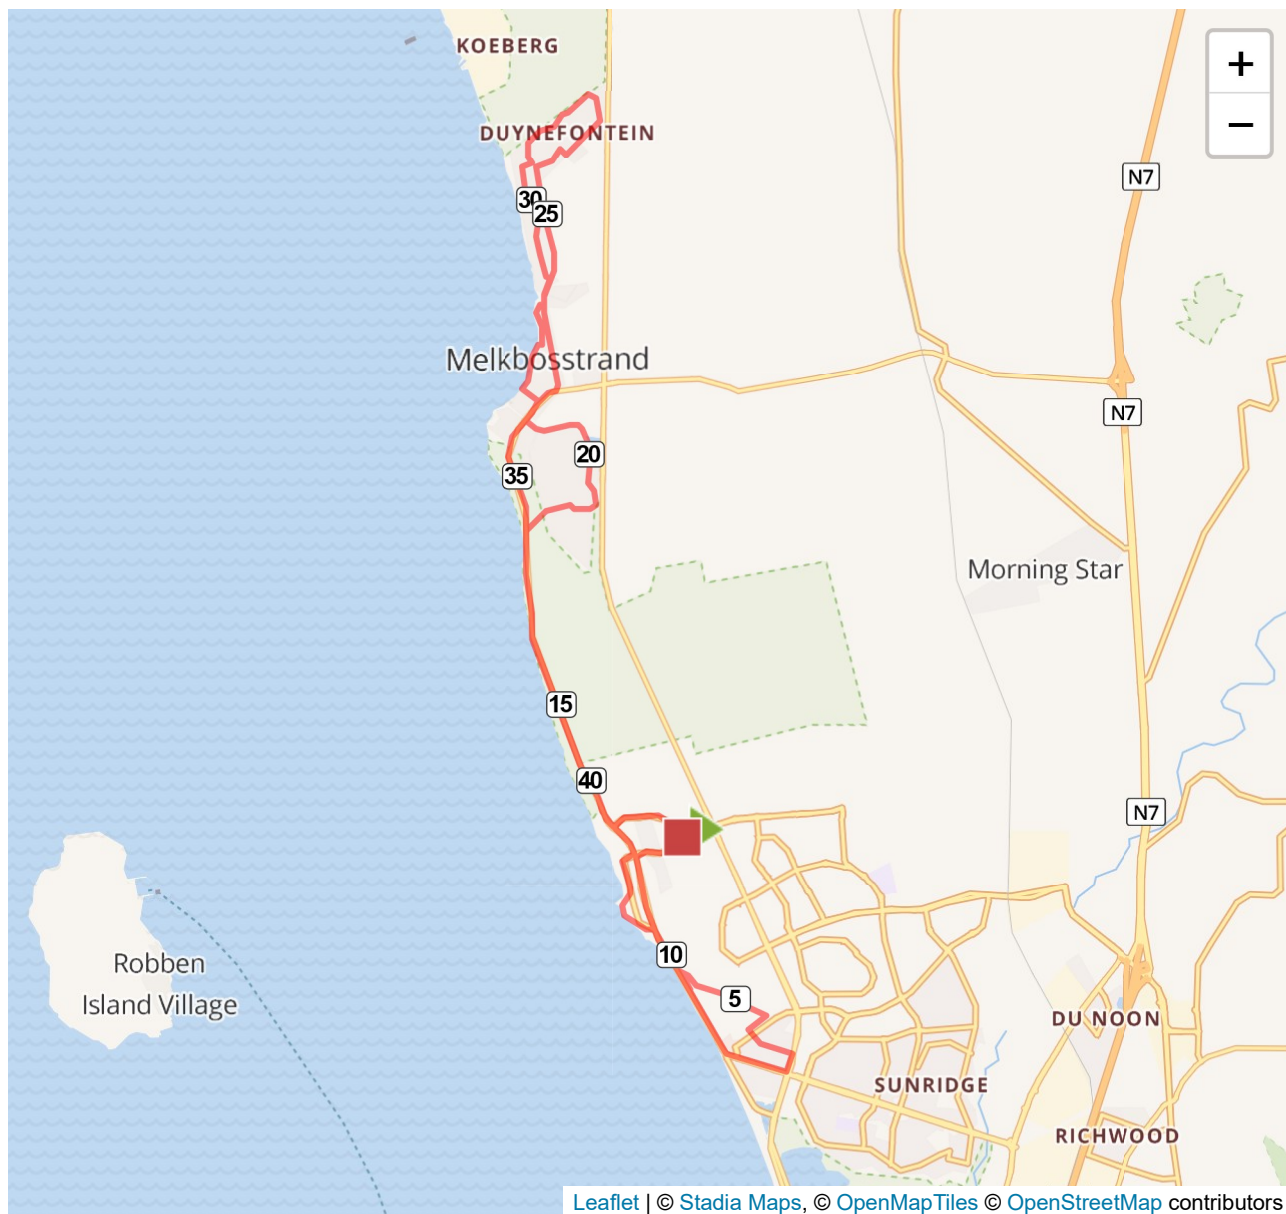 KOEBERG
+
−
DUYNEFONTEIN
N7
30
25
Melkbosstrand
N7
20
35
Morning Star
15
40
N7
10
Robben
Island Village
5
DU NOON
SUNRIDGE
RICHWOOD
Leaflet | © Stadia Maps, © OpenMapTiles © OpenStreetMap contributors